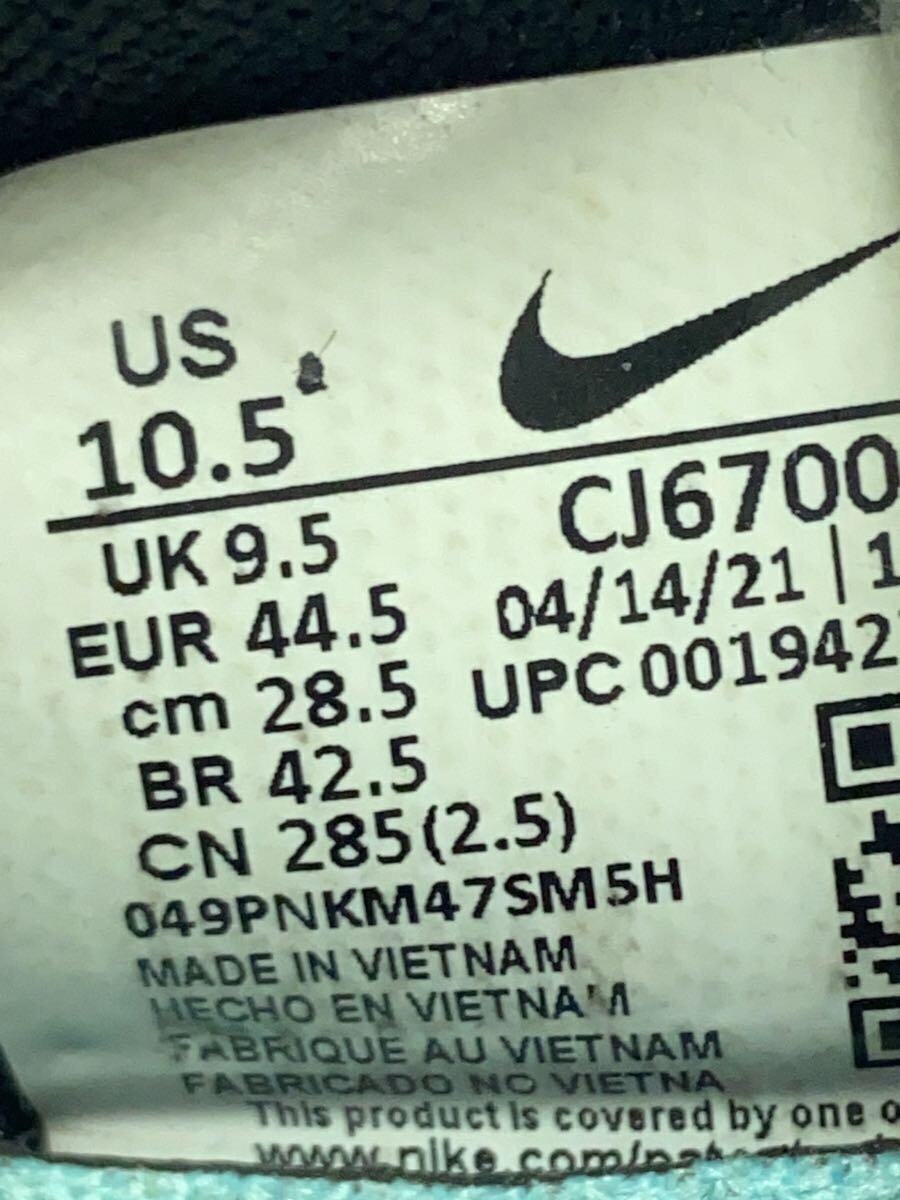 US
10.5
UK 9.5
EUR 44.5
cm 28.5
BR 42.5
CN 285(2.5)
CJ6700
04/14/21 | 1
UPC 0019427
049PNKM47SM5H
MADE IN VIETNAM
HECHO EN VIETNAM
FABRIQUE AU VIETNAM
FABRICADO NO VIETNA
This product is covered by one o
www.nike.com/